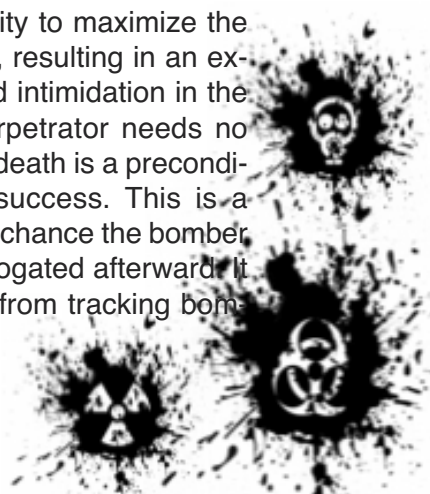 ity to maximize the
, resulting in an ex-
d intimidation in the
rpetrator needs no
death is a precondi-
success. This is a
chance the bomber
ogated afterward. It
from tracking bom-